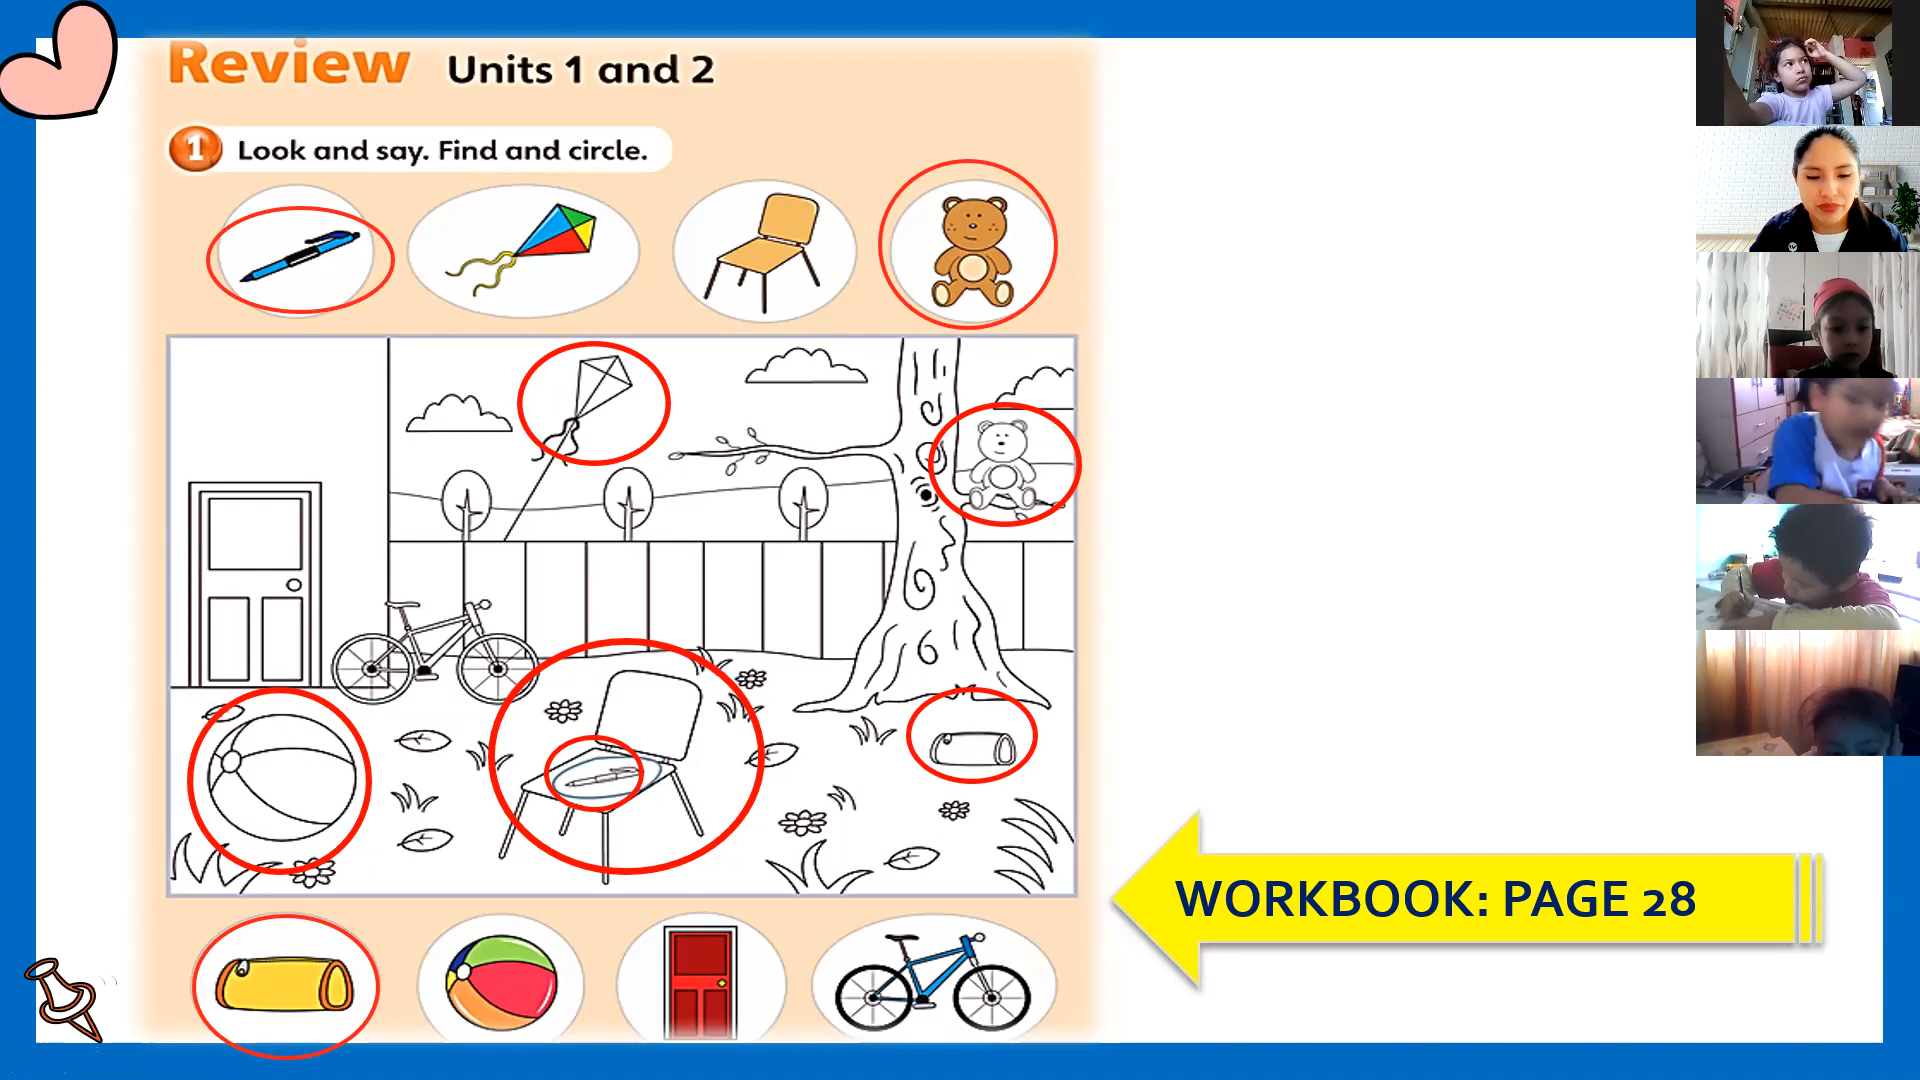 Review Units 1 and 2
1 Look and say. Find and circle.
WORKBOOK: PAGE 28